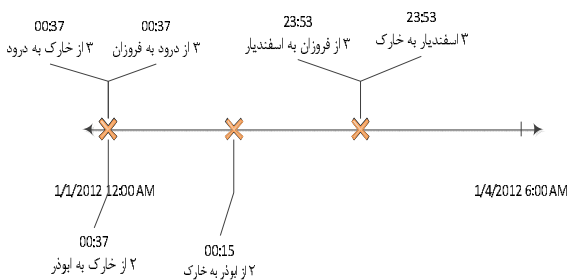 00:37
۳ از خارک به درود
00:37
۳ از درود به فروزان
23:53
۳ از فروزان به اسفندیار
23:53
۳ اسفندیار به خارک
1/1/2012 12:00 AM
1/4/2012 6:00 AM
00:37
۲ از خارک به ابوذر
00:15
۲ از ابوذر به خارک